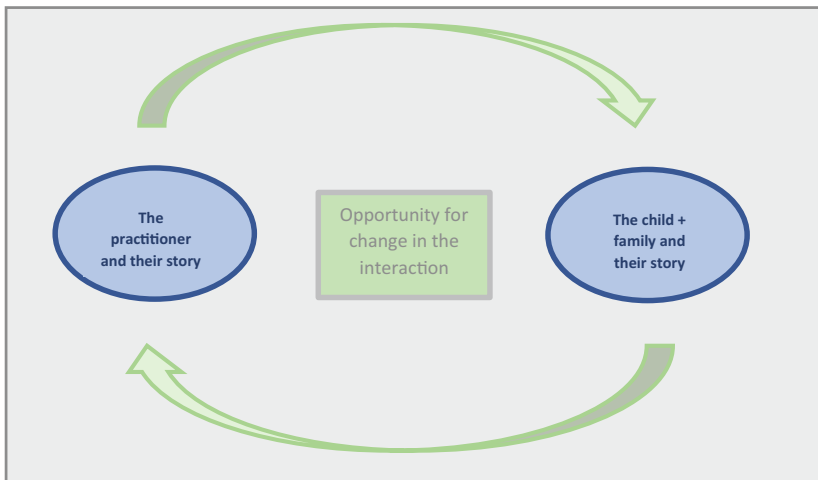 The
practitioner
and their story
Opportunity for
change in the
interaction
The child +
family and
their story